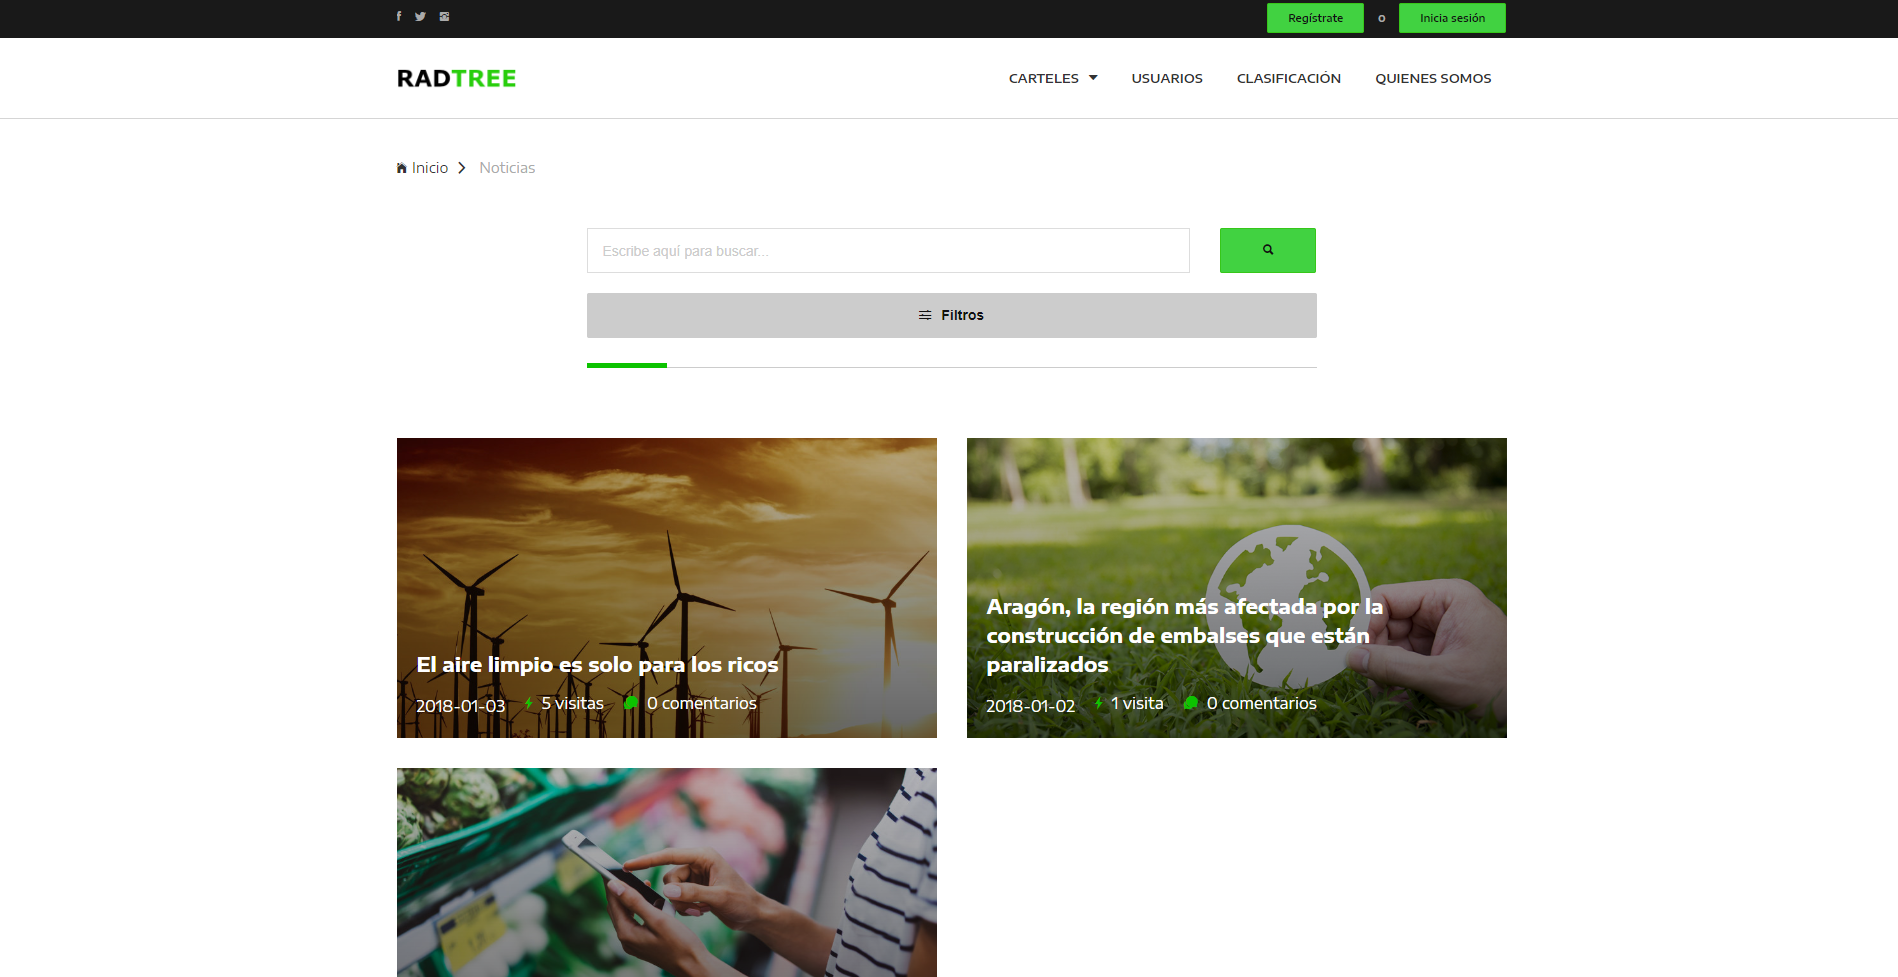 Regístrate o Inicia sesión
RADTREE
CARTELES USUARIOS CLASIFICACIÓN QUIENES SOMOS
Inicio Noticias
Escribe aquí para buscar...
Filtros
El aire limpio es solo para los ricos
2018-01-03 5 visitas 0 comentarios
Aragón, la región más afectada por la
construcción de embalses que están
paralizados
2018-01-02 1 visita 0 comentarios